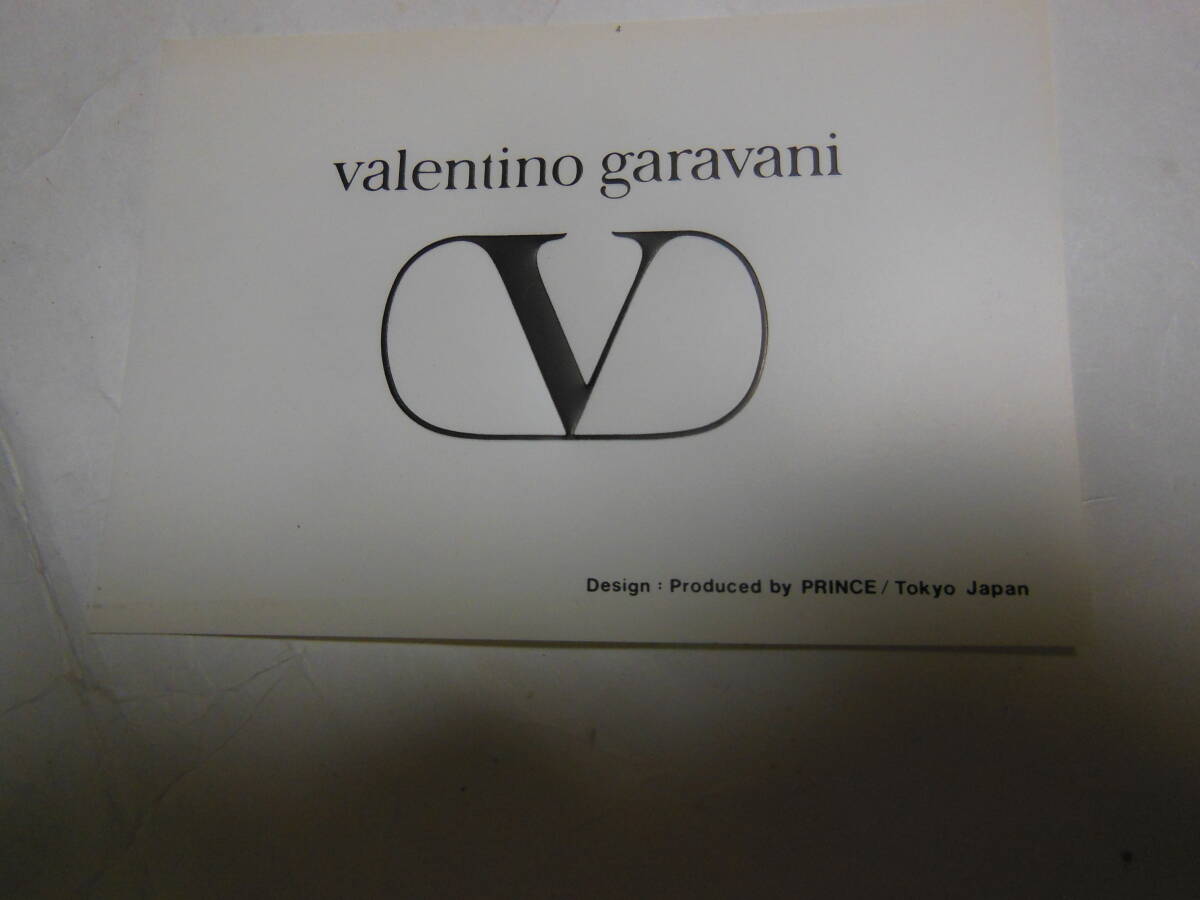 valentino garavani
V
Design : Produced by PRINCE / Tokyo Japan